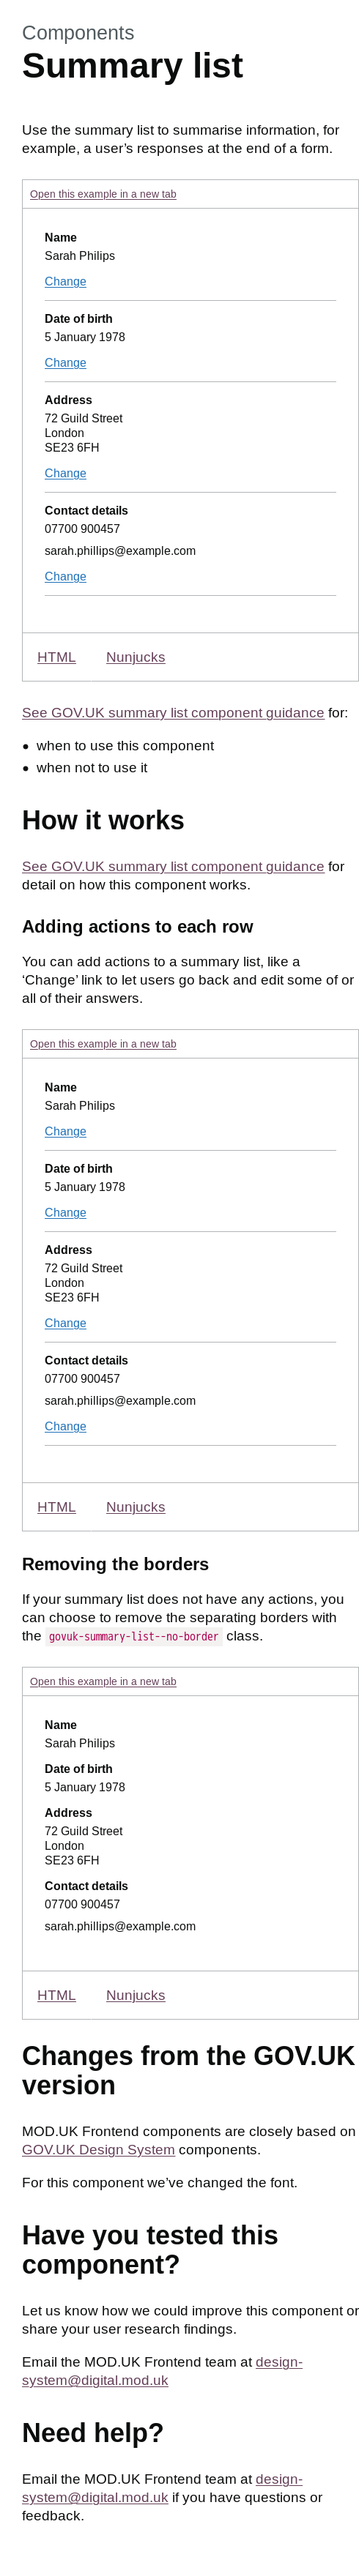 Components
Summary list
Use the summary list to summarise information, for
example, a user’s responses at the end of a form.
Open this example in a new tab
Name
Sarah Philips
Change
Date of birth
5 January 1978
Change
Address
72 Guild Street
London
SE23 6FH
Change
Contact details
07700 900457
sarah.phillips@example.com
Change
HTML Nunjucks
See GOV.UK summary list component guidance for:
• when to use this component
• when not to use it
How it works
See GOV.UK summary list component guidance for
detail on how this component works.
Adding actions to each row
You can add actions to a summary list, like a
‘Change’ link to let users go back and edit some of or
all of their answers.
Open this example in a new tab
Name
Sarah Philips
Change
Date of birth
5 January 1978
Change
Address
72 Guild Street
London
SE23 6FH
Change
Contact details
07700 900457
sarah.phillips@example.com
Change
HTML Nunjucks
Removing the borders
If your summary list does not have any actions, you
can choose to remove the separating borders with
the govuk-summary-list--no-border class.
Open this example in a new tab
Name
Sarah Philips
Date of birth
5 January 1978
Address
72 Guild Street
London
SE23 6FH
Contact details
07700 900457
sarah.phillips@example.com
HTML Nunjucks
Changes from the GOV.UK
version
MOD.UK Frontend components are closely based on
GOV.UK Design System components.
For this component we’ve changed the font.
Have you tested this
component?
Let us know how we could improve this component or
share your user research findings.
Email the MOD.UK Frontend team at design-
system@digital.mod.uk
Need help?
Email the MOD.UK Frontend team at design-
system@digital.mod.uk if you have questions or
feedback.